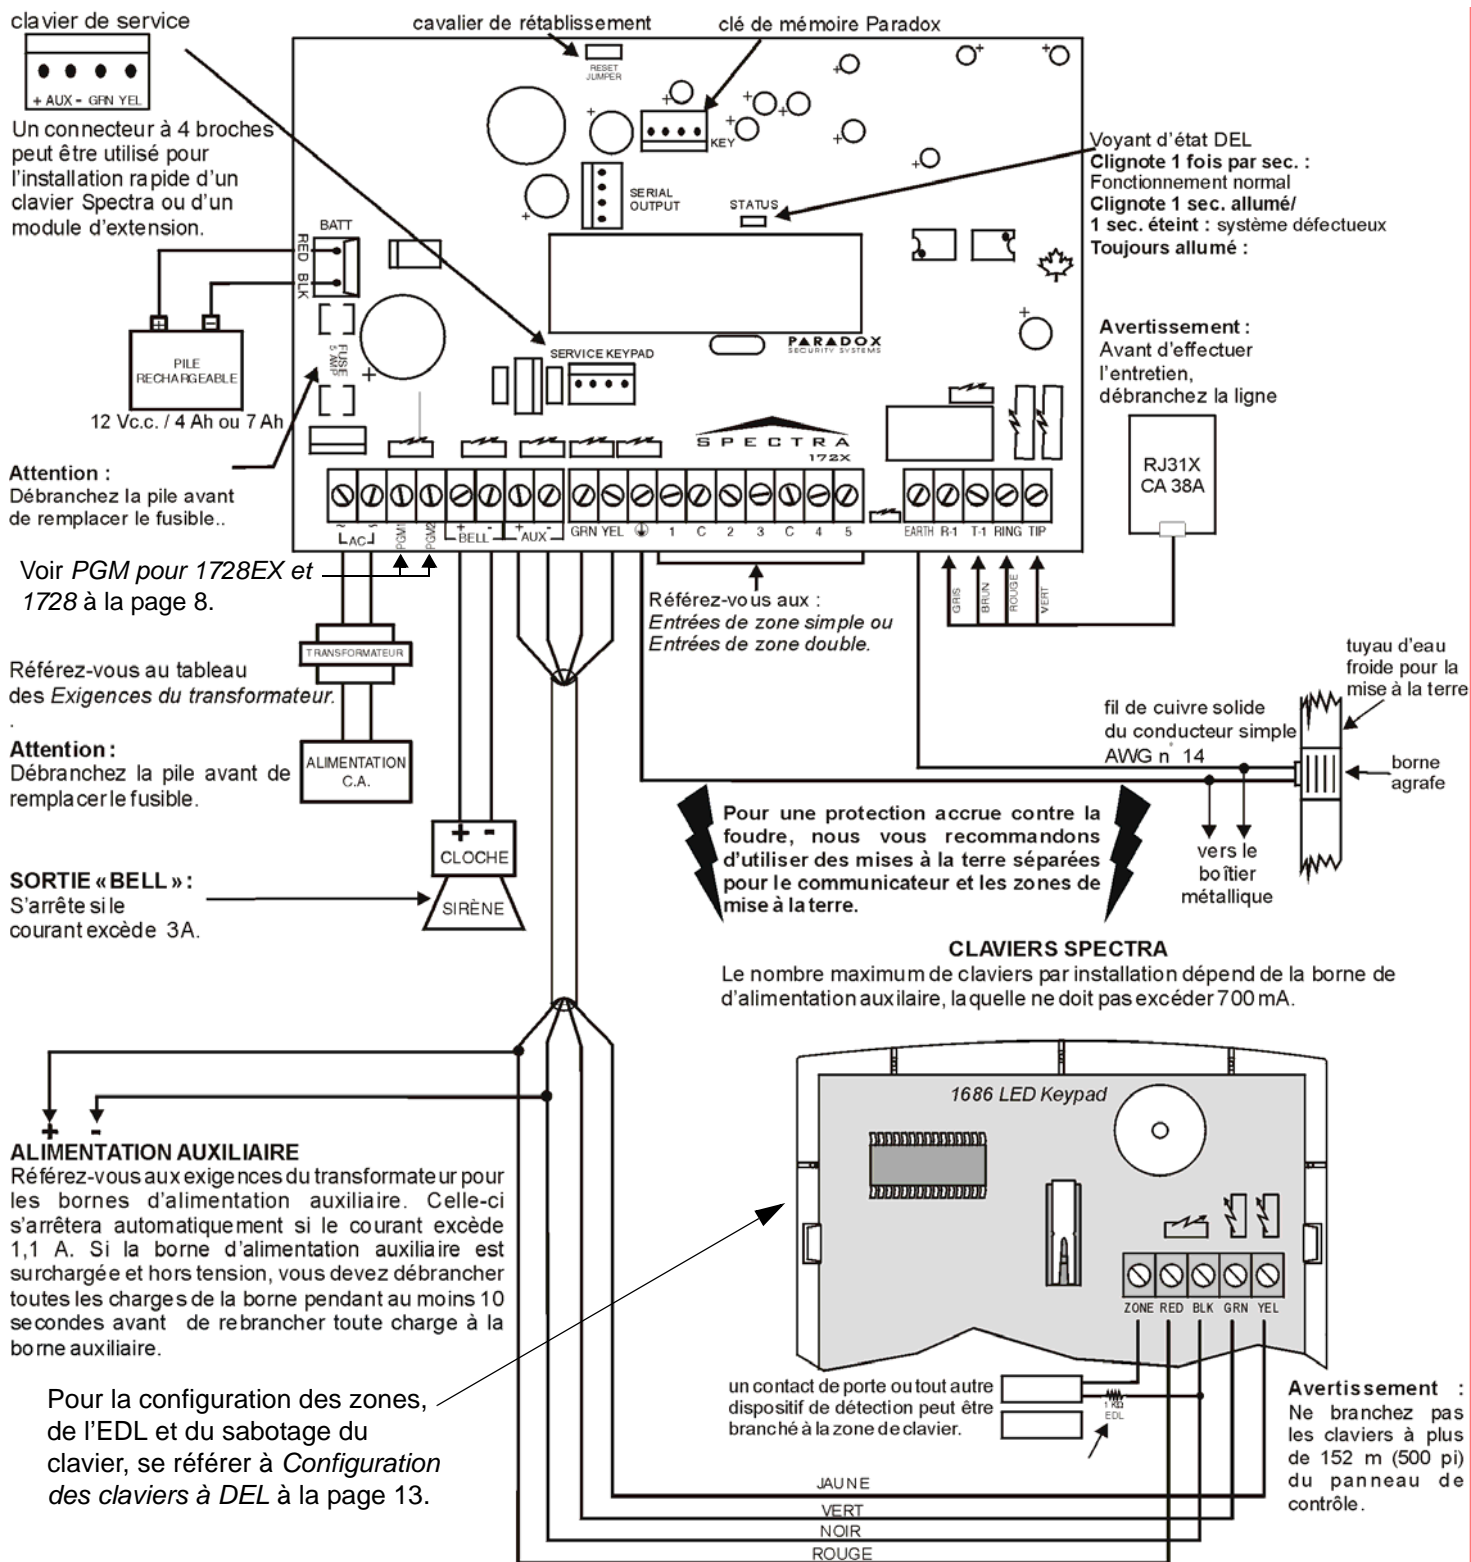 clavier de service
+ AUX - GRN YEL
Un connecteur à 4 broches
peut être utilisé pour
l'installation rapide d'un
clavier Spectra ou d'un
module d'extension.
cavalier de rétablissement
clé de mémoire Paradox
RESET
JUMPER
KEY
SERIAL
OUTPUT
STATUS
Voyant d'état DEL
Clignote 1 fois par sec. :
Fonctionnement normal
Clignote 1 sec. allumé/
1 sec. éteint : système défectueux
Toujours allumé :
BATT
RED
BLK
FUSE
5 AMP
+ -
PILE
RECHARGEABLE
12 Vc.c. / 4 Ah ou 7 Ah
SERVICE KEYPAD
PARADOX
SECURITY SYSTEMS
SPECTRA
172X
Avertissement :
Avant d'effectuer
l'entretien,
débranchez la ligne
RJ31X
CA 38A
Attention :
Débranchez la pile avant
de remplacer le fusible..
~ ~ + - + -
AC PGM1 PGM2 BELL AUX GRN YEL 1 C 2 3 C 4 5 EARTH R-1 T-1 RING TIP
Voir PGM pour 1728EX et
1728 à la page 8.
Référez-vous aux :
Entrées de zone simple ou
Entrées de zone double.
GRIS
BRUN
ROUGE
VERT
TRANSFORMATEUR
Référez-vous au tableau
des Exigences du transformateur.
.
Attention :
Débranchez la pile avant de
remplacer le fusible.
ALIMENTATION
C.A.
tuyau d'eau
froide pour la
mise à la terre
fil de cuivre solide
du conducteur simple
AWG n° 14
borne
agrafe
vers le
boîtier
métallique
Pour une protection accrue contre la
foudre, nous vous recommandons
d'utiliser des mises à la terre séparées
pour le communicateur et les zones de
mise à la terre.
+ -
CLOCHE
SIRÈNE
SORTIE « BELL » :
S'arrête si le
courant excède 3A.
CLAVIERS SPECTRA
Le nombre maximum de claviers par installation dépend de la borne de
d'alimentation auxilaire, laquelle ne doit pas excéder 700 mA.
+ -
ALIMENTATION AUXILIAIRE
Référez-vous aux exigences du transformateur pour
les bornes d'alimentation auxiliaire. Celle-ci
s'arrêtera automatiquement si le courant excède
1,1 A. Si la borne d'alimentation auxiliaire est
surchargée et hors tension, vous devez débrancher
toutes les charges de la borne pendant au moins 10
secondes avant de rebrancher toute charge à la
borne auxiliaire.
1686 LED Keypad
ZONE RED BLK GRN YEL
Pour la configuration des zones,
de l'EDL et du sabotage du
clavier, se référer à Configuration
des claviers à DEL à la page 13.
un contact de porte ou tout autre
dispositif de détection peut être
branché à la zone de clavier.
1 KΩ
EDL
Avertissement :
Ne branchez pas
les claviers à plus
de 152 m (500 pi)
du panneau de
contrôle.
JAUNE
VERT
NOIR
ROUGE